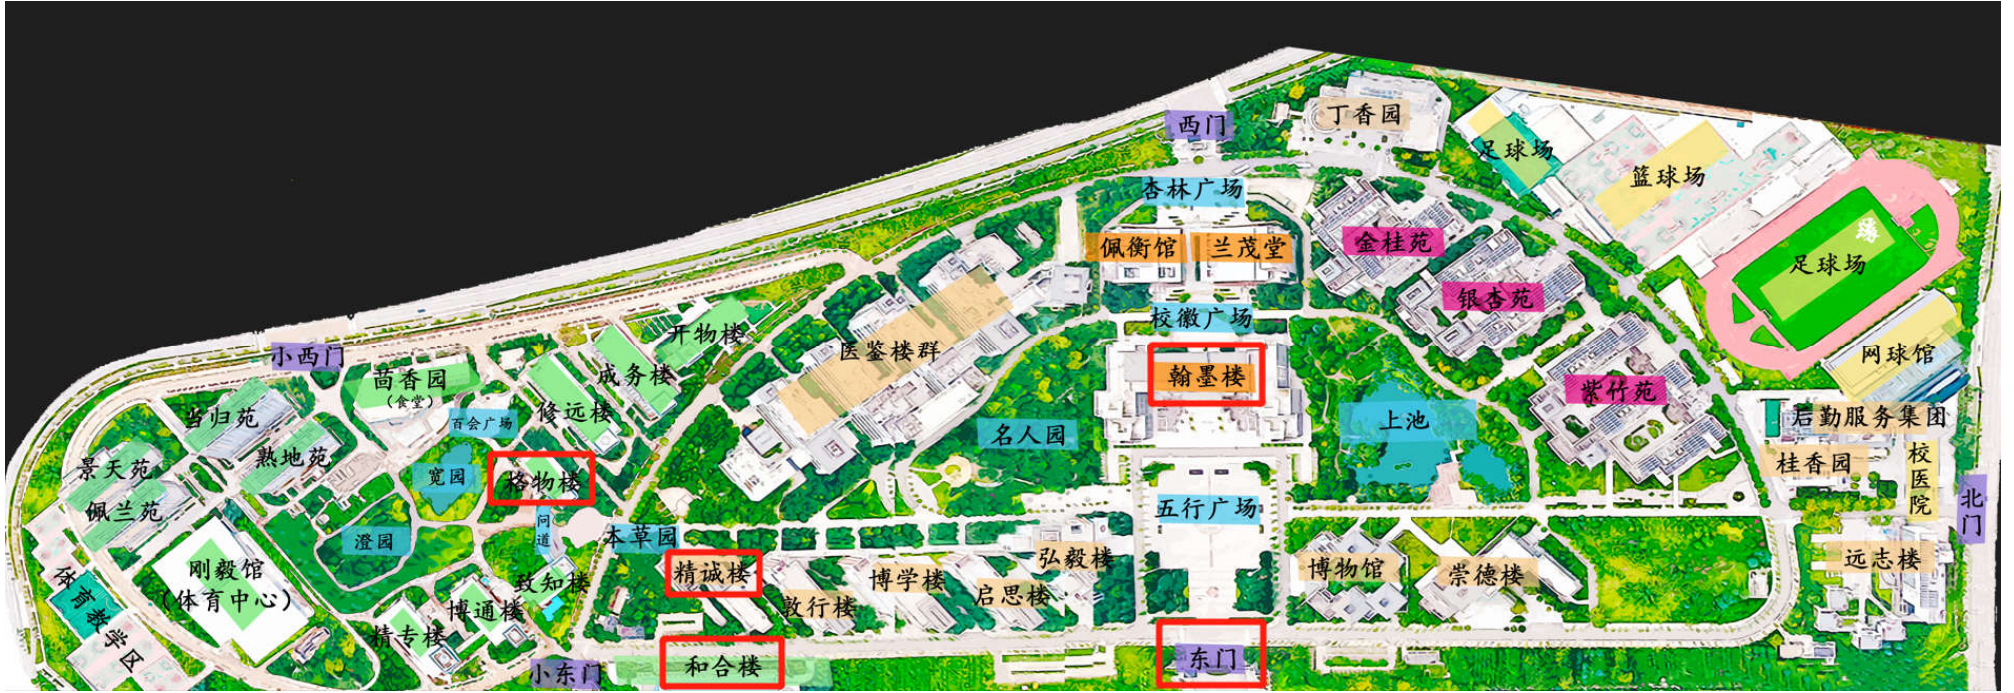 丁香园
西门
足球场
篮球场
杏林广场
佩衡馆
兰茂堂
金桂苑
银杏苑
足球场
校徽广场
开物楼
医鉴楼群
小西门
成务楼
茴香园
（食堂）
翰墨楼
紫竹苑
网球馆
当归苑
百会广场
修远楼
名人园
上池
后勤服务集团
景天苑
熟地苑
宽园
格物楼
桂香园
校医院
佩兰苑
五行广场
北门
问道
澄园
本草园
刚毅馆
（体育中心）
体育教学区
致知楼
精诚楼
博学楼
弘毅楼
博物馆
崇德楼
远志楼
精专楼
博通楼
敦行楼
启思楼
小东门
和合楼
东门